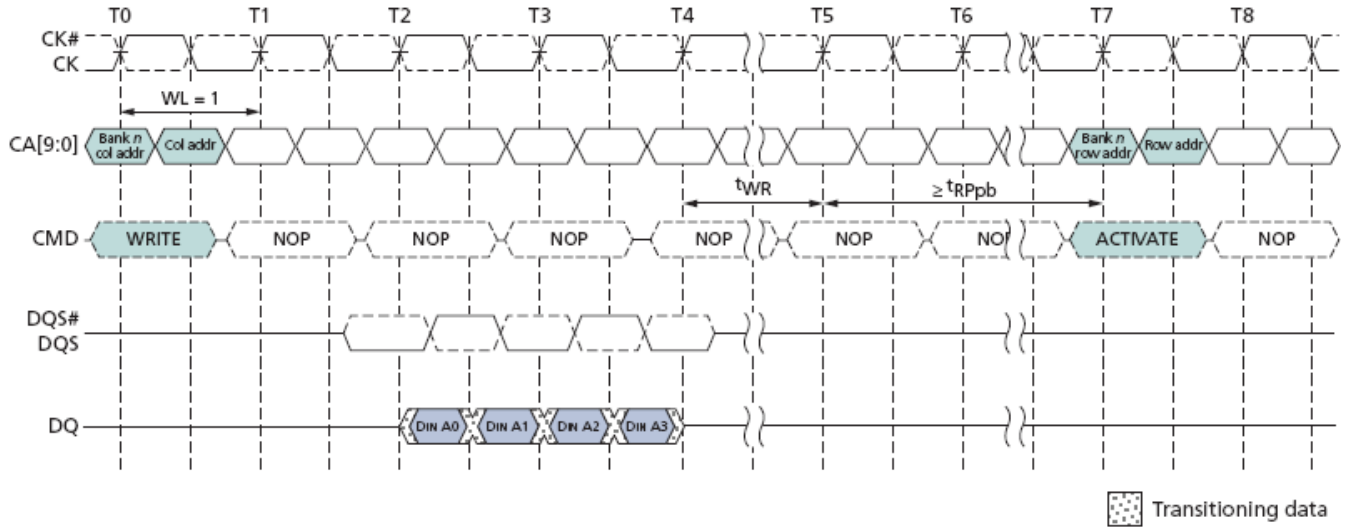 T0 T1 T2 T3 T4 T5 T6 T7 T8
CK#
CK
WL = 1
CA[9:0]
Bank n
col addr
Col addr
Bank n
row addr
Row addr
tWR
≥ tRPpb
CMD
WRITE NOP NOP NOP NOP NOP NOP ACTIVATE NOP
DQS#
DQS
DQ
DIN A0 DIN A1 DIN A2 DIN A3
Transitioning data